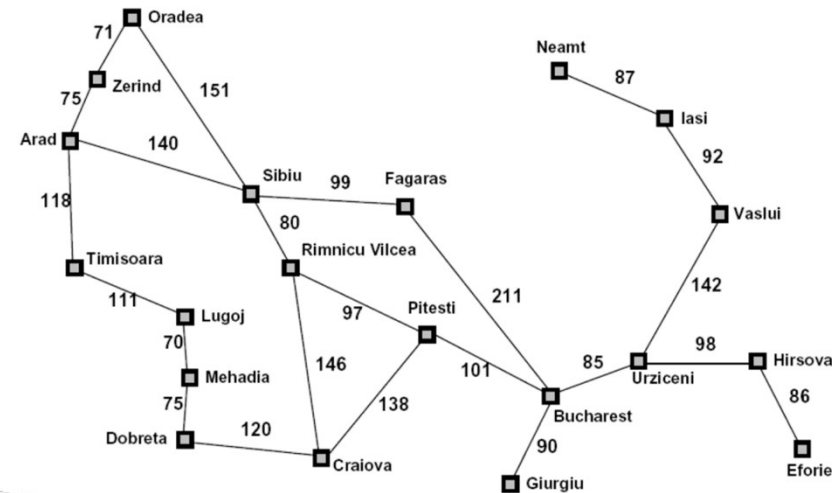 Oradea
71
Neamt
87
Zerind
151
75
Iasi
Arad
140
92
Sibiu
99
Fagaras
118
80
Vaslui
Timisoara
Rimnicu Vilcea
142
111
Lugoj
97
Pitesti
211
70
98
Hirsova
146
101
85
Urziceni
Mehadia
86
75
138
Bucharest
Dobreta
120
90
Craiova
Eforie
Giurgiu